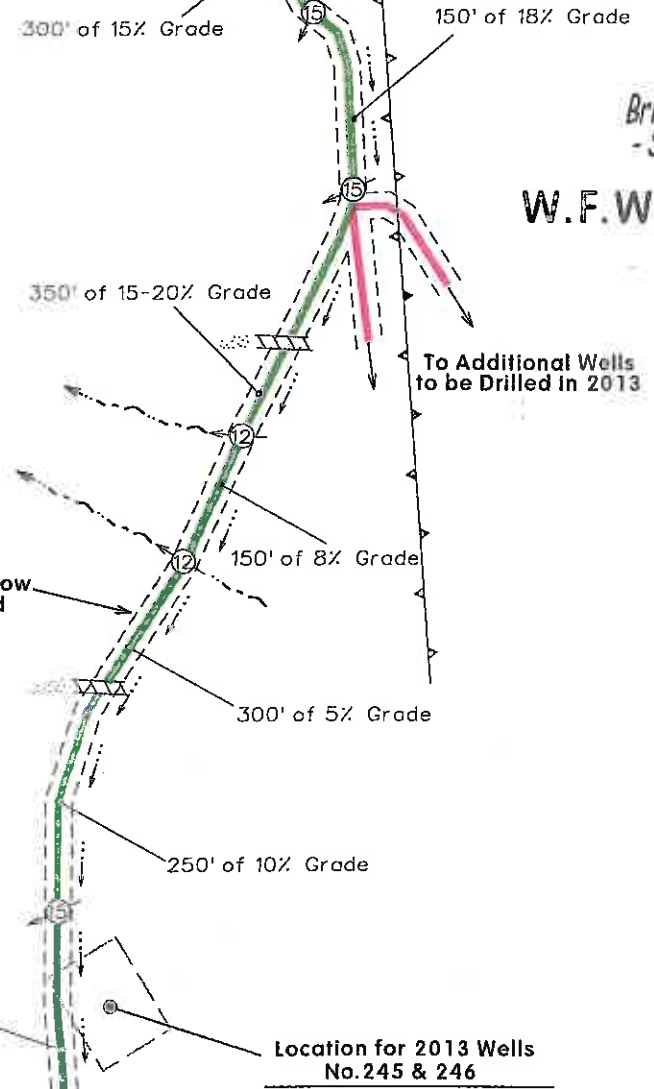 300' of 15% Grade
15
150' of 18% Grade
15
W.F.W
350' of 15-20% Grade
To Additional Wells
to be Drilled in 2013
12
150' of 8% Grade
12
300' of 5% Grade
250' of 10% Grade
15
Location for 2013 Wells
No.245 & 246